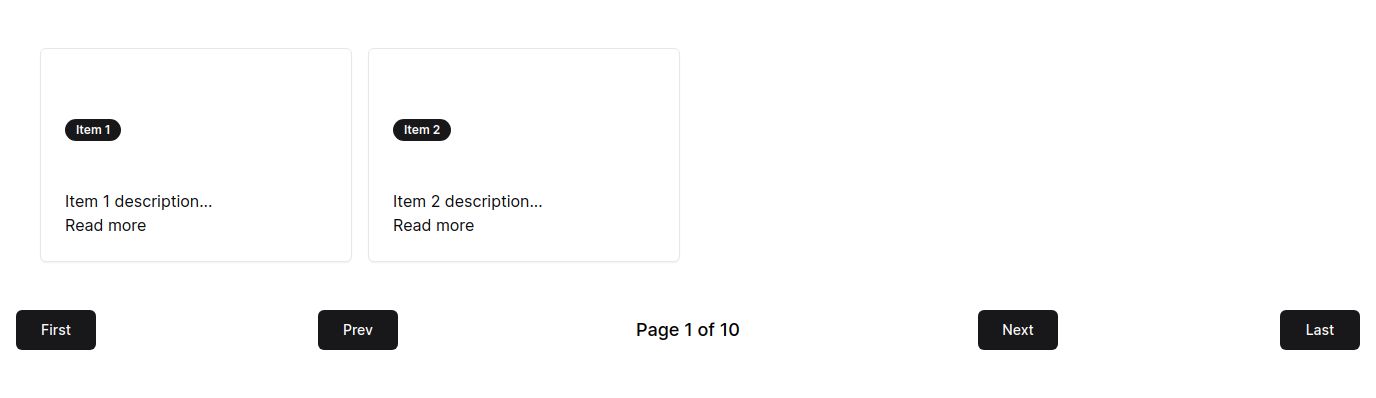 Item 1
Item 1 description...
Read more
Item 2
Item 2 description...
Read more
First
Prev
Page 1 of 10
Next
Last